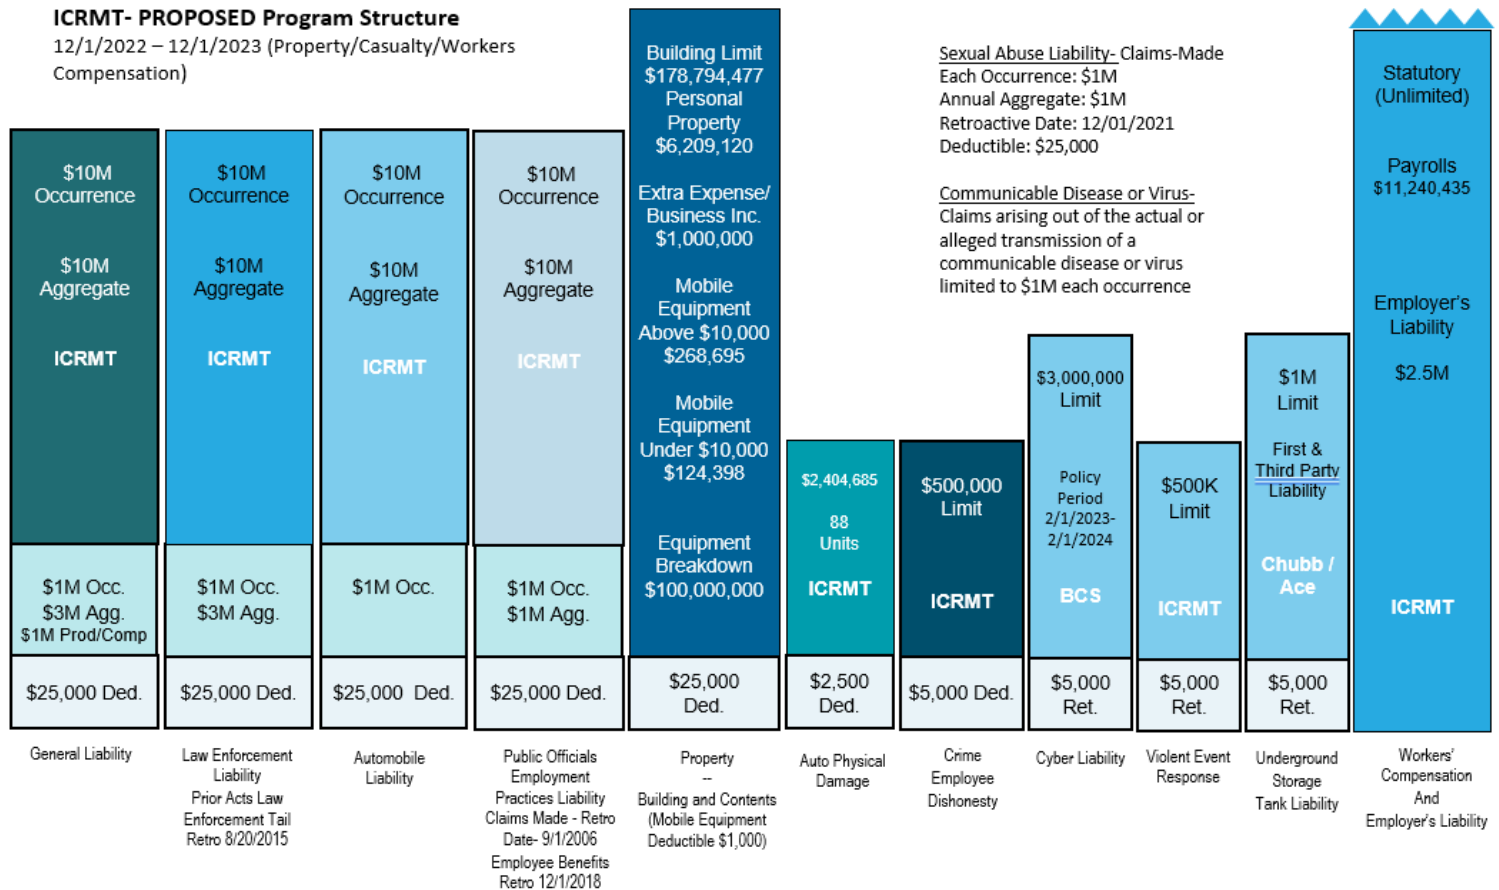 ICRMT- PROPOSED Program Structure
12/1/2022 – 12/1/2023 (Property/Casualty/Workers
Compensation)
$10M
Occurrence
$10M
Aggregate
ICRMT
$1M Occ.
$3M Agg.
$1M Prod/Comp
$25,000 Ded.
General Liability
$10M
Occurrence
$10M
Aggregate
ICRMT
$1M Occ.
$3M Agg.
$25,000 Ded.
Law Enforcement
Liability
Prior Acts Law
Enforcement Tail
Retro 8/20/2015
$10M
Occurrence
$10M
Aggregate
ICRMT
$1M Occ.
$25,000 Ded.
Automobile
Liability
$10M
Occurrence
$10M
Aggregate
ICRMT
$1M Occ.
$1M Agg.
$25,000 Ded.
Public Officials
Employment
Practices Liability
Claims Made - Retro
Date- 9/1/2006
Employee Benefits
Retro 12/1/2018
Building Limit
$178,794,477
Personal
Property
$6,209,120
Extra Expense/
Business Inc.
$1,000,000
Mobile
Equipment
Above $10,000
$268,695
Mobile
Equipment
Under $10,000
$124,398
Equipment
Breakdown
$100,000,000
$25,000
Ded.
Property
--
Building and Contents
(Mobile Equipment
Deductible $1,000)
$2,404,685
88
Units
ICRMT
$2,500
Ded.
Auto Physical
Damage
Sexual Abuse Liability- Claims-Made
Each Occurrence: $1M
Annual Aggregate: $1M
Retroactive Date: 12/01/2021
Deductible: $25,000
Communicable Disease or Virus-
Claims arising out of the actual or
alleged transmission of a
communicable disease or virus
limited to $1M each occurrence
$500,000
Limit
ICRMT
$5,000 Ded.
Crime
Employee
Dishonesty
$3,000,000
Limit
Policy
Period
2/1/2023-
2/1/2024
BCS
$5,000
Ret.
Cyber Liability
$500K
Limit
ICRMT
$5,000
Ret.
Violent Event
Response
$1M
Limit
First &
Third Party
Liability
Chubb /
Ace
$5,000
Ret.
Underground
Storage
Tank Liability
Statutory
(Unlimited)
Payrolls
$11,240,435
Employer's
Liability
$2.5M
ICRMT
Workers'
Compensation
And
Employer's Liability